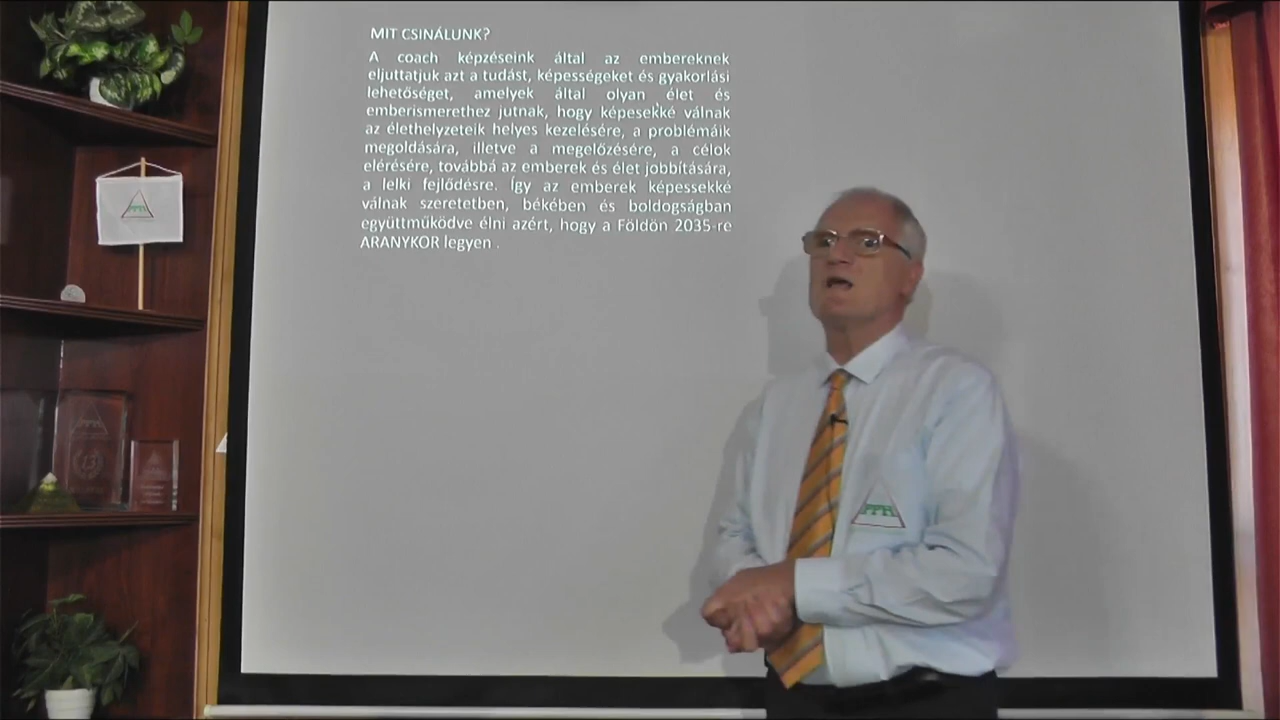 MIT CSINÁLUNK?
A coach képzéseink által az embereknek
eljuttatjuk azt a tudást, képességeket és gyakorlási
lehetőséget, amelyek által olyan élet és
emberismerethez jutnak, hogy képesekké válnak
az élethelyzeteik helyes kezelésére, a problémáik
megoldására, illetve a megelőzésére, a célok
elérésére, továbbá az emberek és élet jobbítására,
a lelki fejlődésre. Így az emberek képessekké
válnak szeretetben, békében és boldogságban
együttműködve élni azért, hogy a Földön 2035-re
ARANYKOR legyen .